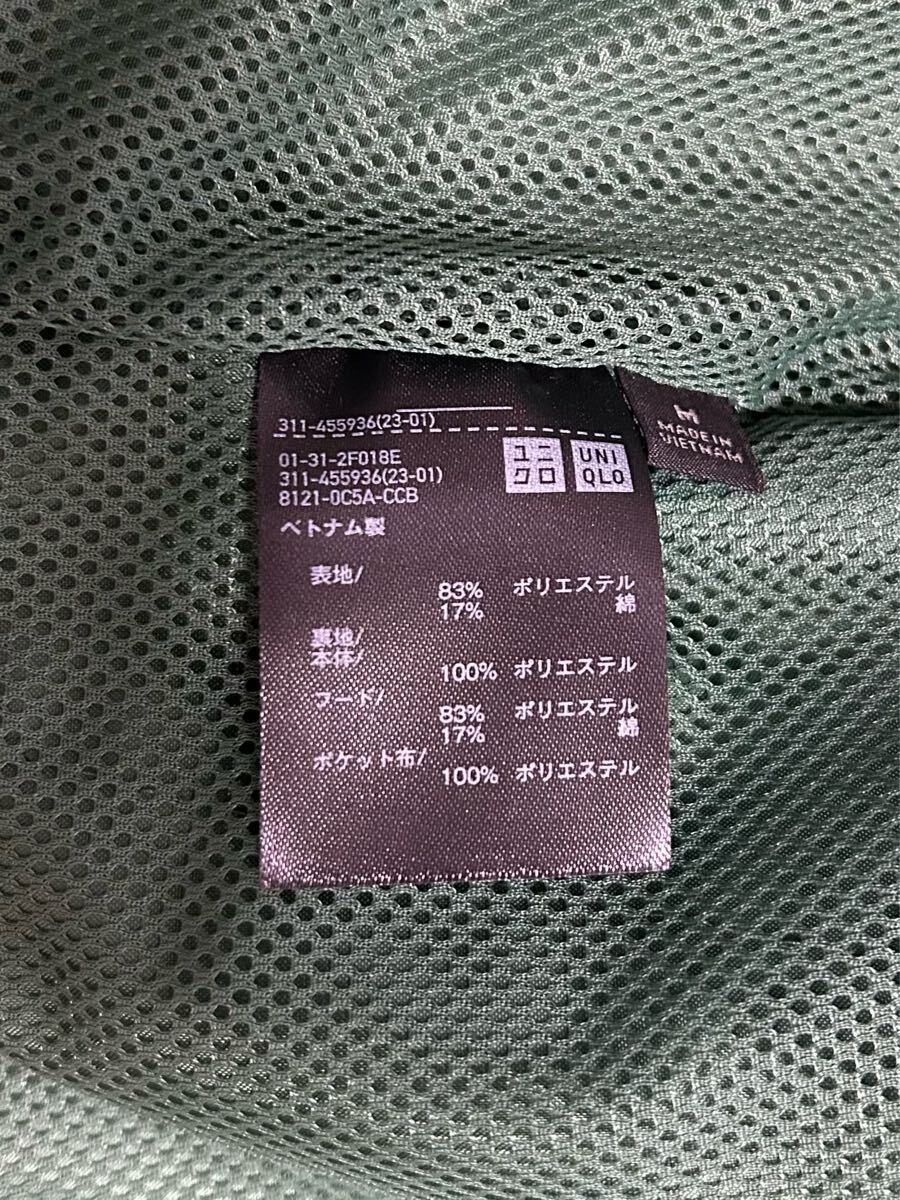 311-455936(23-01)
01-31-2F018E
311-455936(23-01)
8121-0C5A-CCB
ユニ
クロ
UNI
QLO
M
MADE IN
VIETNAM
ベトナム製
表地/
83% ポリエステル
17% 綿
裏地/
本体/
100% ポリエステル
フード/
83% ポリエステル
17% 綿
ポケット布/
100% ポリエステル